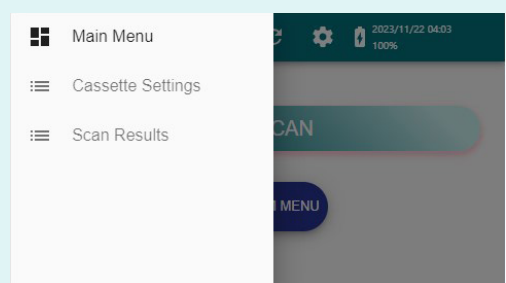 Main Menu
2023/11/22 04:03
100%
Cassette Settings
Scan Results
CAN
MENU